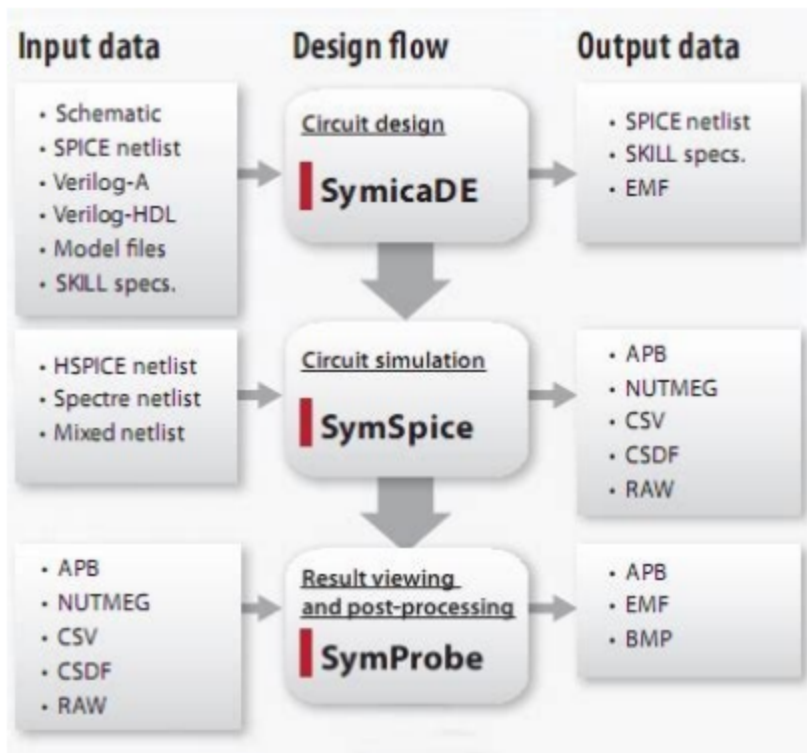 Input data
Design flow
Output data
• Schematic
• SPICE netlist
• Verilog-A
• Verilog-HDL
• Model files
• SKILL specs.
Circuit design
SymicaDE
• SPICE netlist
• SKILL specs.
• EMF
• HSPICE netlist
• Spectre netlist
• Mixed netlist
Circuit simulation
SymSpice
• APB
• NUTMEG
• CSV
• CSDF
• RAW
• APB
• NUTMEG
• CSV
• CSDF
• RAW
Result viewing
and post-processing
SymProbe
• APB
• EMF
• BMP